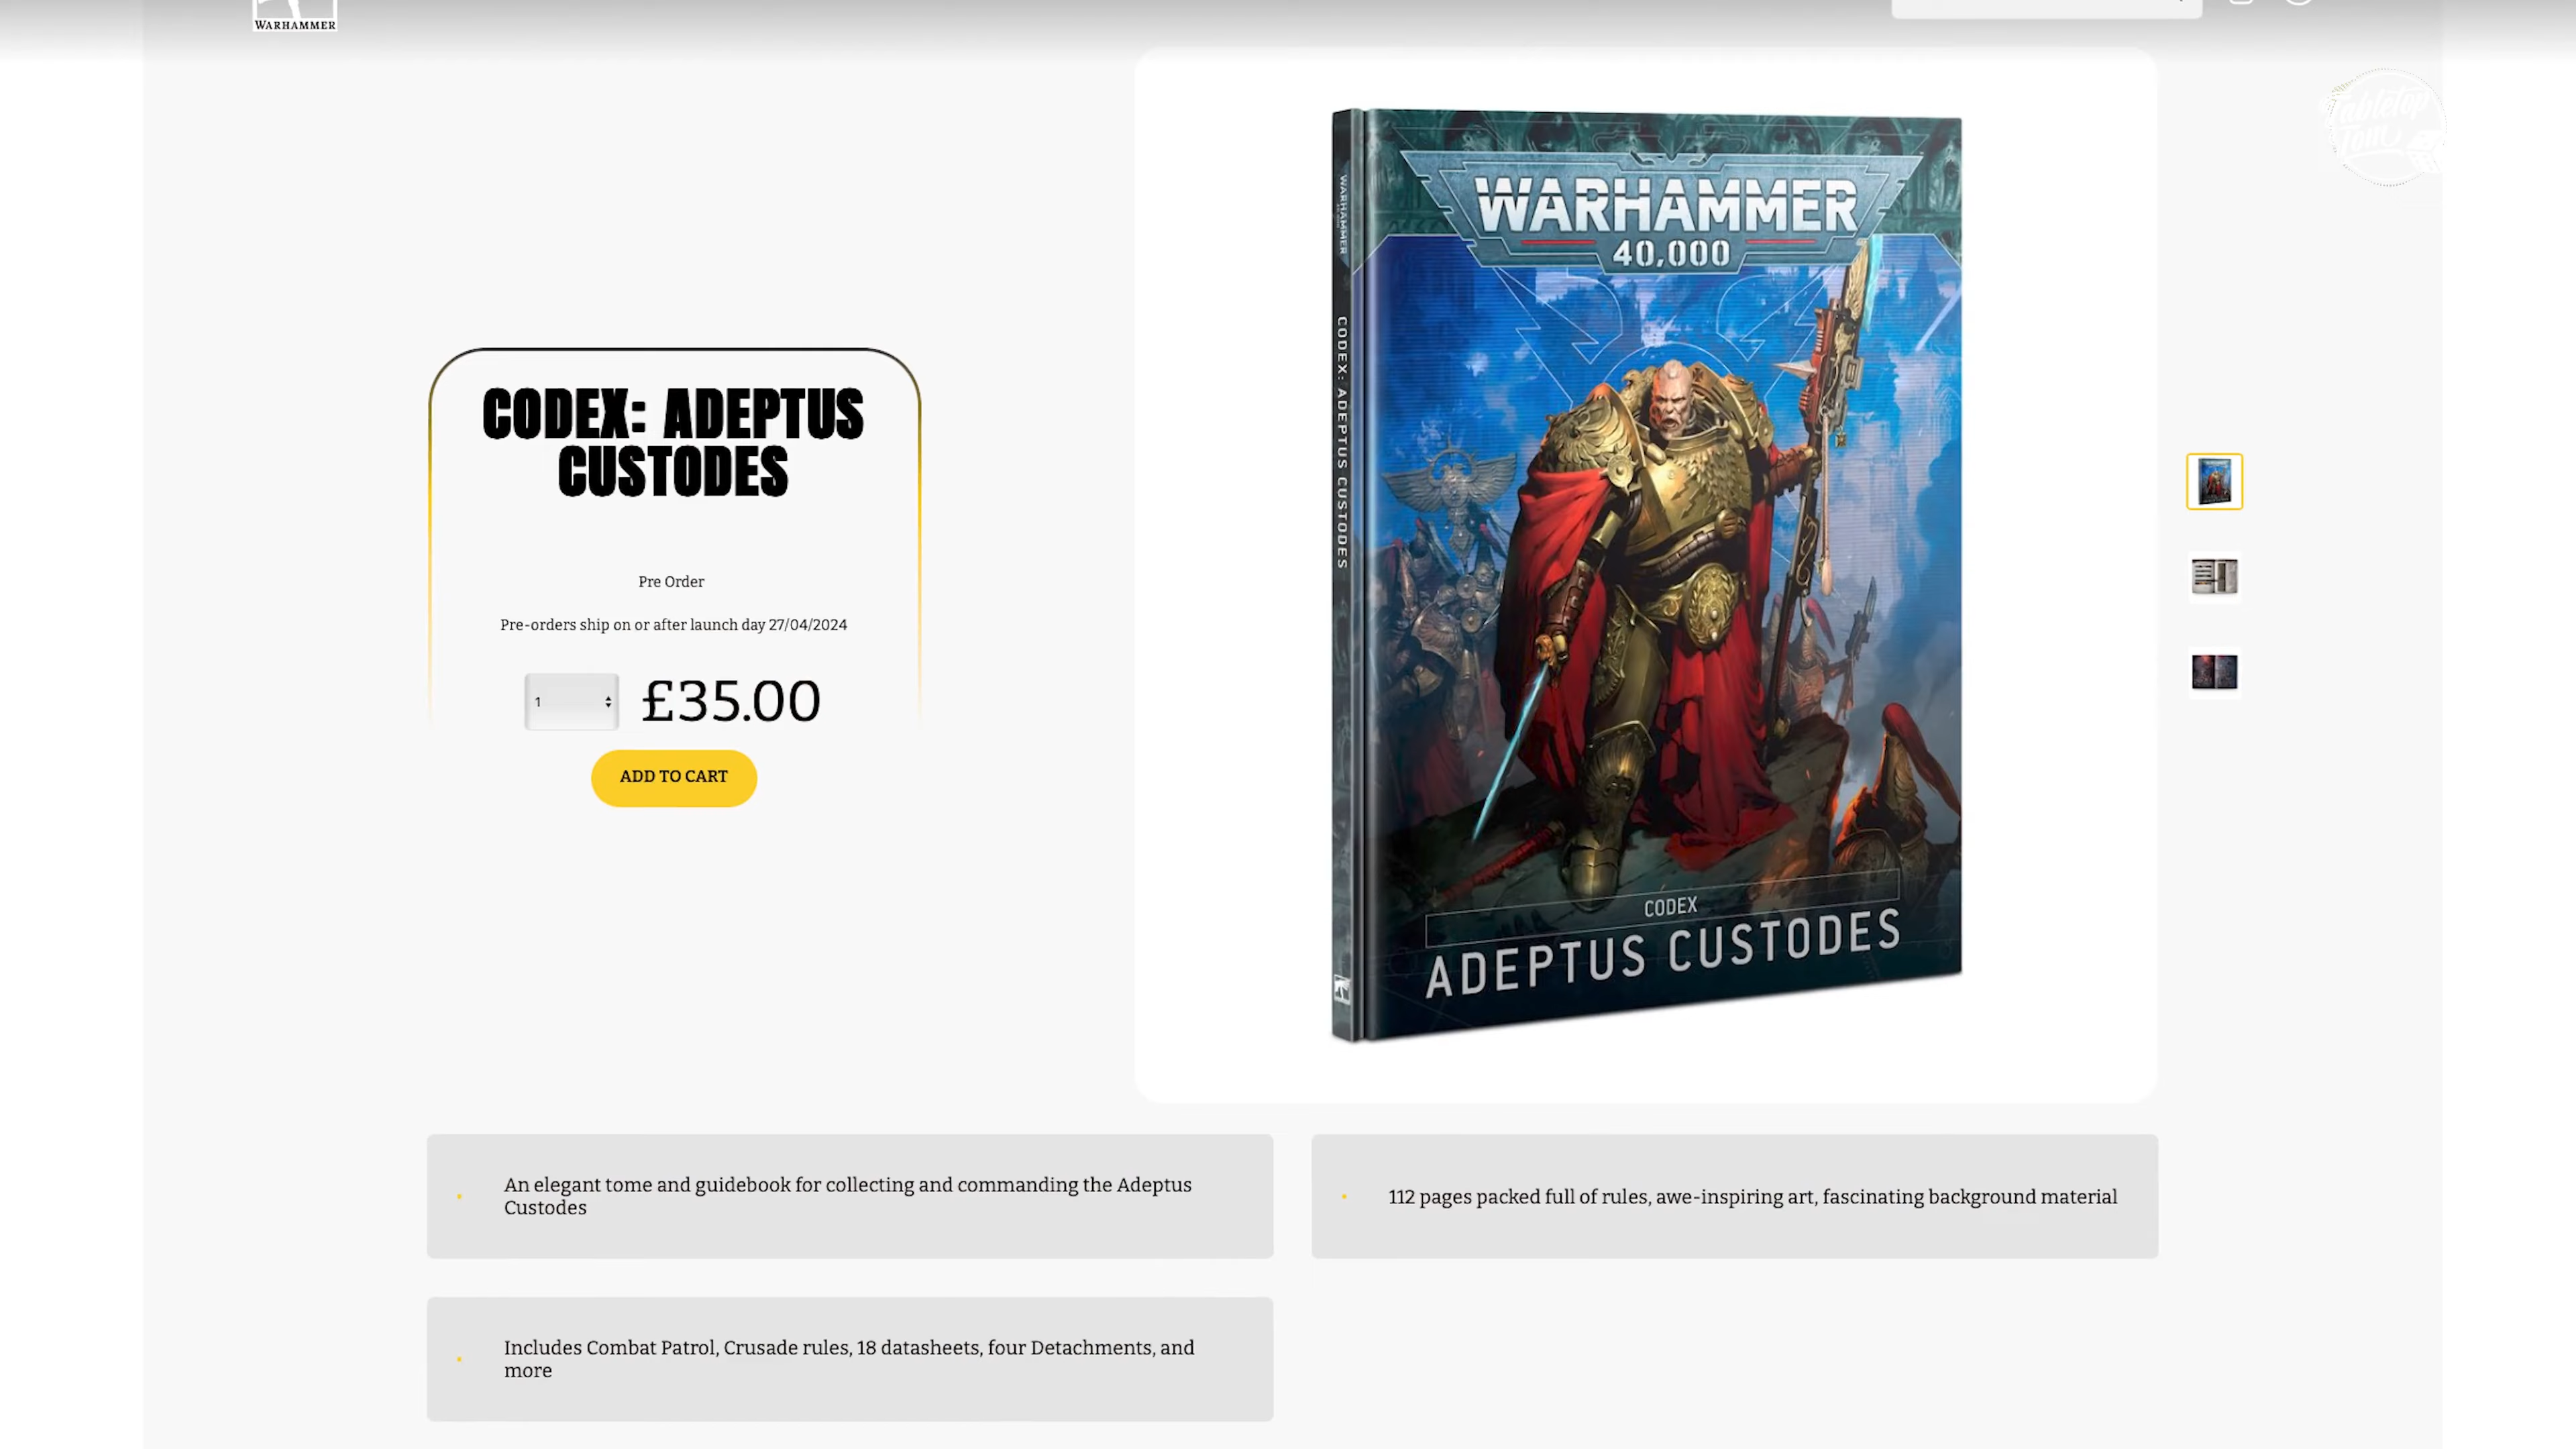 WARHAMMER
Tabletop
Tom
WARHAMMER
40,000
WARHAMMER
CODEX: ADEPTUS CUSTODES
CODEX: ADEPTUS
CUSTODES
Pre Order
Pre-orders ship on or after launch day 27/04/2024
1
£35.00
ADD TO CART
CODEX
ADEPTUS CUSTODES
An elegant tome and guidebook for collecting and commanding the Adeptus
Custodes
112 pages packed full of rules, awe-inspiring art, fascinating background material
Includes Combat Patrol, Crusade rules, 18 datasheets, four Detachments, and
more